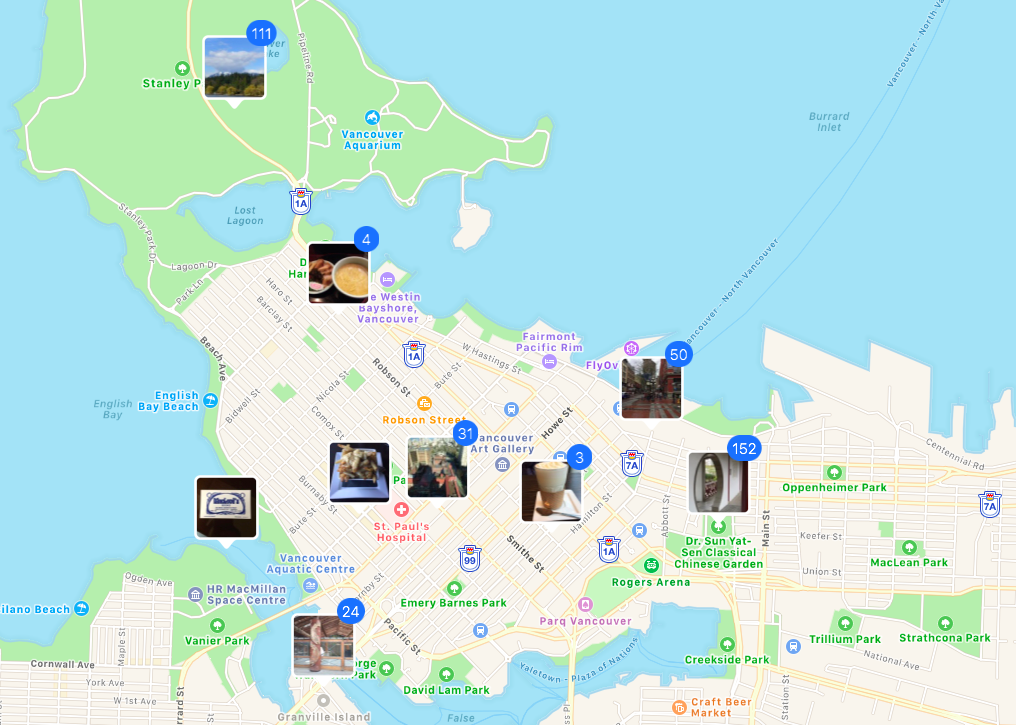 111
Stanley P
Pipeline Rd
Vancouver
Aquarium
Burrard
Inlet
Vancouver - North V
1A
Lost
Lagoon
Stanley Park Dr
Lagoon Dr
Park Ln
4
Haro St
Barclay St
Westin
Bayshore,
Vancouver
Vancouver - North Vancouver
Fairmont
Pacific Rim
FlyOv
50
1A
W Hastings St
Bute St
Robson St
Nicola St
Beach Ave
English
Bay Beach
English
Bay
Bidwell St
Comox St
Robson Street
Howe St
31
ancouver
Art Gallery
3
7A
152
Centennial Rd
Oppenheimer Park
7A
Pa
Burnaby St
Bute St
St. Paul's
Hospital
Hamilton St
Abbott St
Main St
Keefer St
Dr. Sun Yat-
Sen Classical
Chinese Garden
MacLean Park
Union St
Smithe St
99
1A
Rogers Arena
Vancouver
Aquatic Centre
Ogden Ave
HR MacMillan
Space Centre
ilano Beach
Vanier Park
Maple St
24
Emery Barnes Park
Pacific St
Parq Vancouver
Trillium Park
Strathcona Park
National Ave
Creekside Park
Yaletown - Plaza of Nations
Cornwall Ave
York Ave
W 1st Ave
urrard St
orge
Park
David Lam Park
Granville Island
False
Craft Beer
Market
Station St